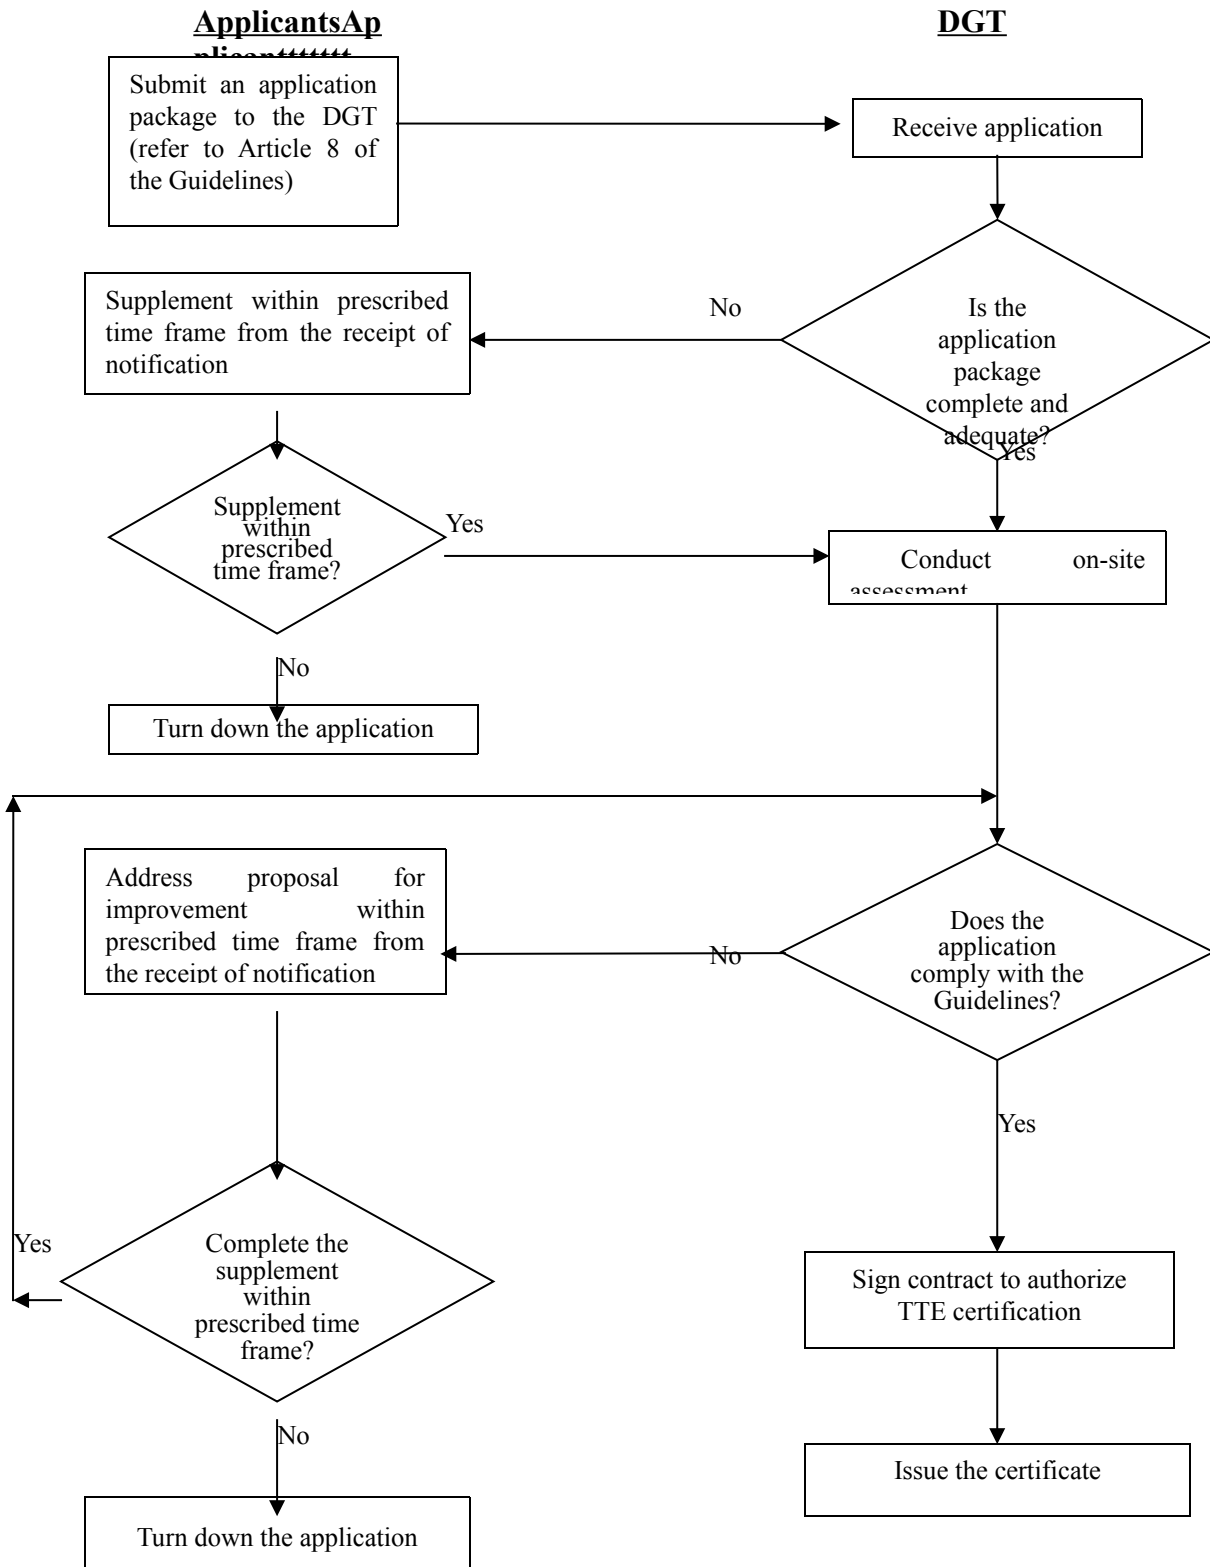 ApplicantsAp
DGT
plicanttttttt
Submit an application
package to the DGT
(refer to Article 8 of
the Guidelines)
Receive application
Supplement within prescribed
time frame from the receipt of
notification
No
Is the
application
package
complete and
adequate?
Yes
Supplement
within
prescribed
time frame?
Yes
Conduct on-site
assessment
No
Turn down the application
Address proposal for
improvement within
prescribed time frame from
the receipt of notification
No
Does the
application
comply with the
Guidelines?
Yes
Yes
Complete the
supplement
within
prescribed time
frame?
Sign contract to authorize
TTE certification
No
Issue the certificate
Turn down the application